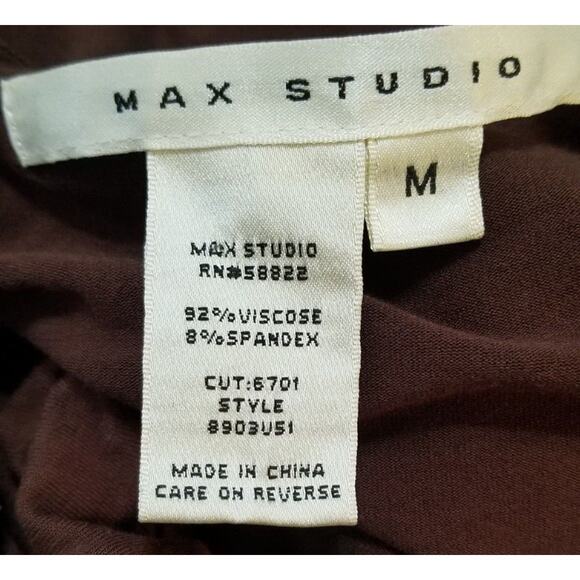 MAX STUDIO
M
MAX STUDIO
RN#58822
92%VISCOSE
8%SPANDEX
CUT:6701
STYLE
8903U51
MADE IN CHINA
CARE ON REVERSE